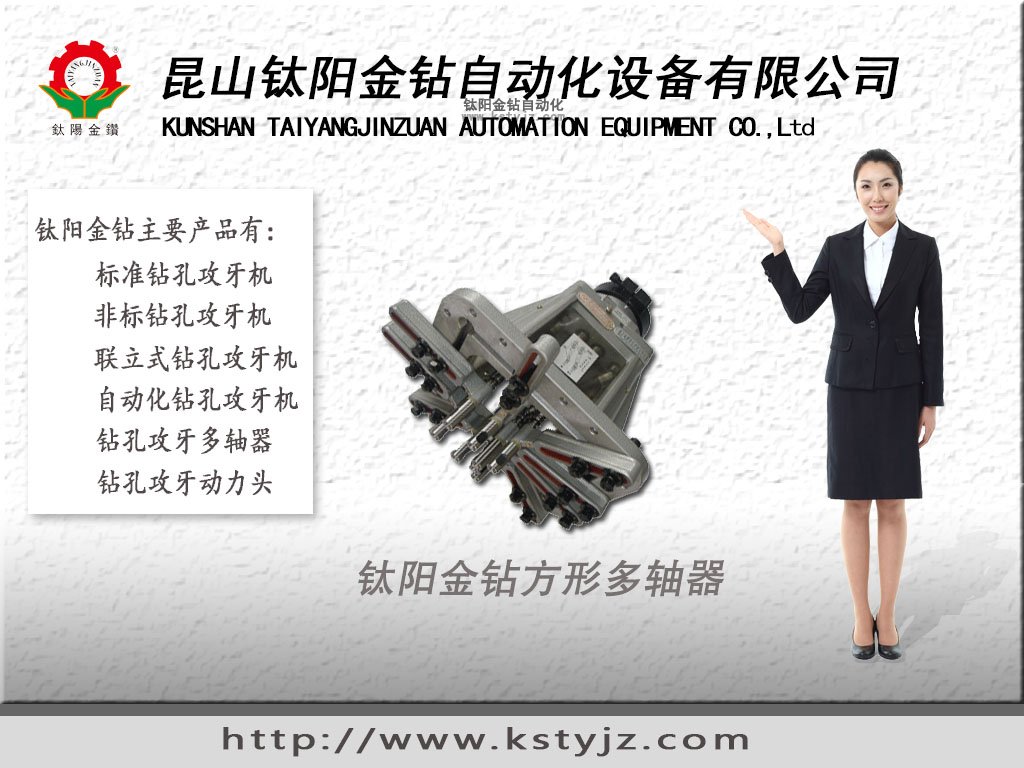 昆山钛阳金钻自动化设备有限公司
钛阳金钻自动化
www.kstyjz.com
KUNSHAN TAIYANGJINZUAN AUTOMATION EQUIPMENT CO.,Ltd
TAIYANGJINZUAN
®
鈦陽金鑽
钛阳金钻主要产品有：
标准钻孔攻牙机
非标钻孔攻牙机
联立式钻孔攻牙机
自动化钻孔攻牙机
钻孔攻牙多轴器
钻孔攻牙动力头
钛阳金钻方形多轴器
http://www.kstyjz.com